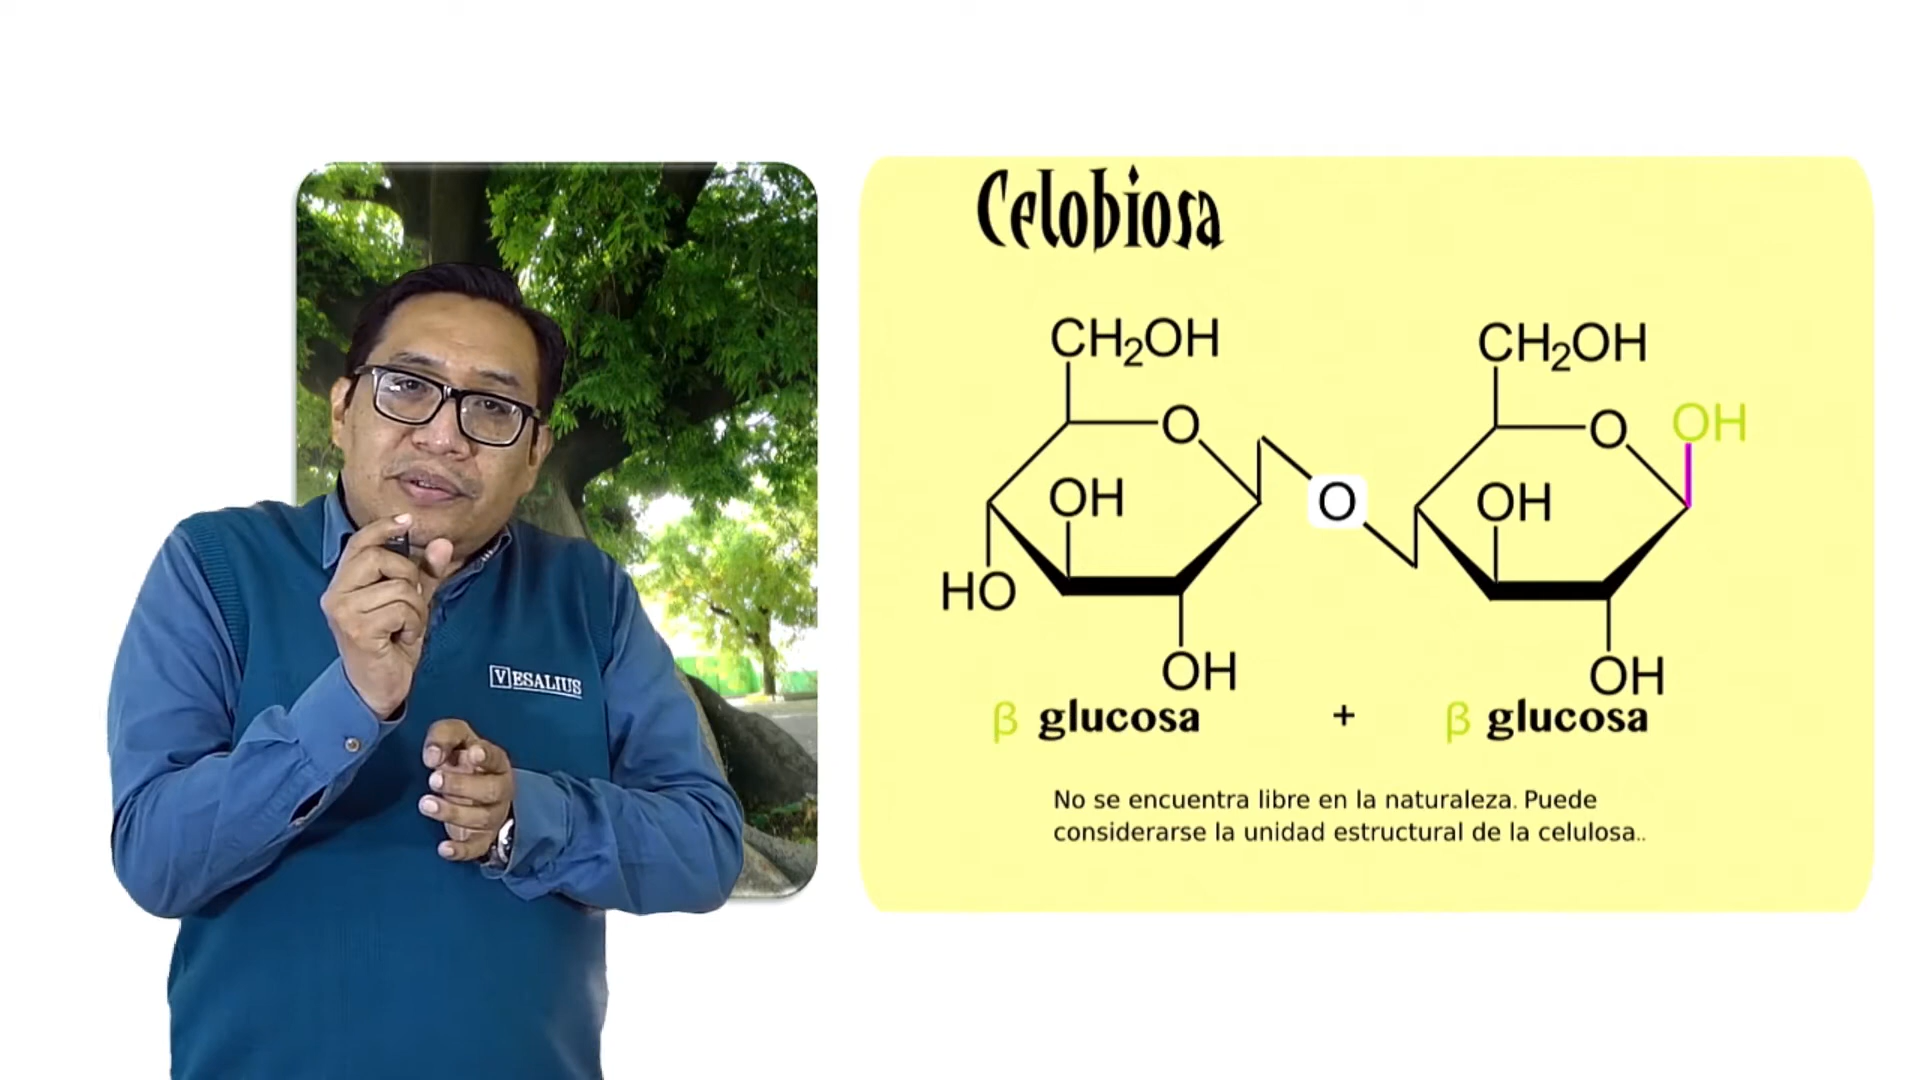 Celobiosa
CH2OH
CH2OH
O
O
OH
OH
OH
O
HO
OH
OH
β glucosa + β glucosa
No se encuentra libre en la naturaleza. Puede
considerarse la unidad estructural de la celulosa..
VESALIUS